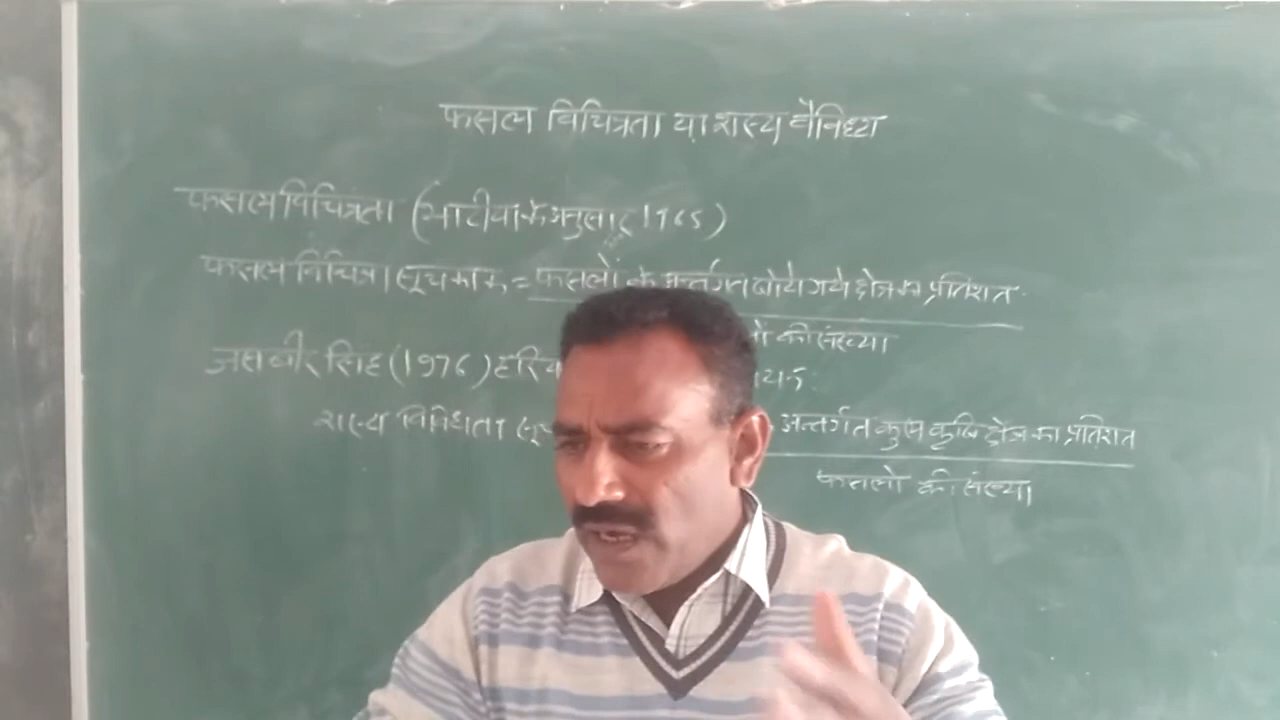 फसल विचित्रता या शस्य वैविध्य
फसल विचित्रता (भाटीया के अनुसार 1965)
फसल विचित्रता सूचकांक = फसलों के अन्तर्गत बोये गये क्षेत्र का प्रतिशत
की संख्या
जसबीर सिंह (1976)
शस्य विविधता अन्तर्गत कुल कृषि क्षेत्र का प्रतिशत
फसलो की संख्या